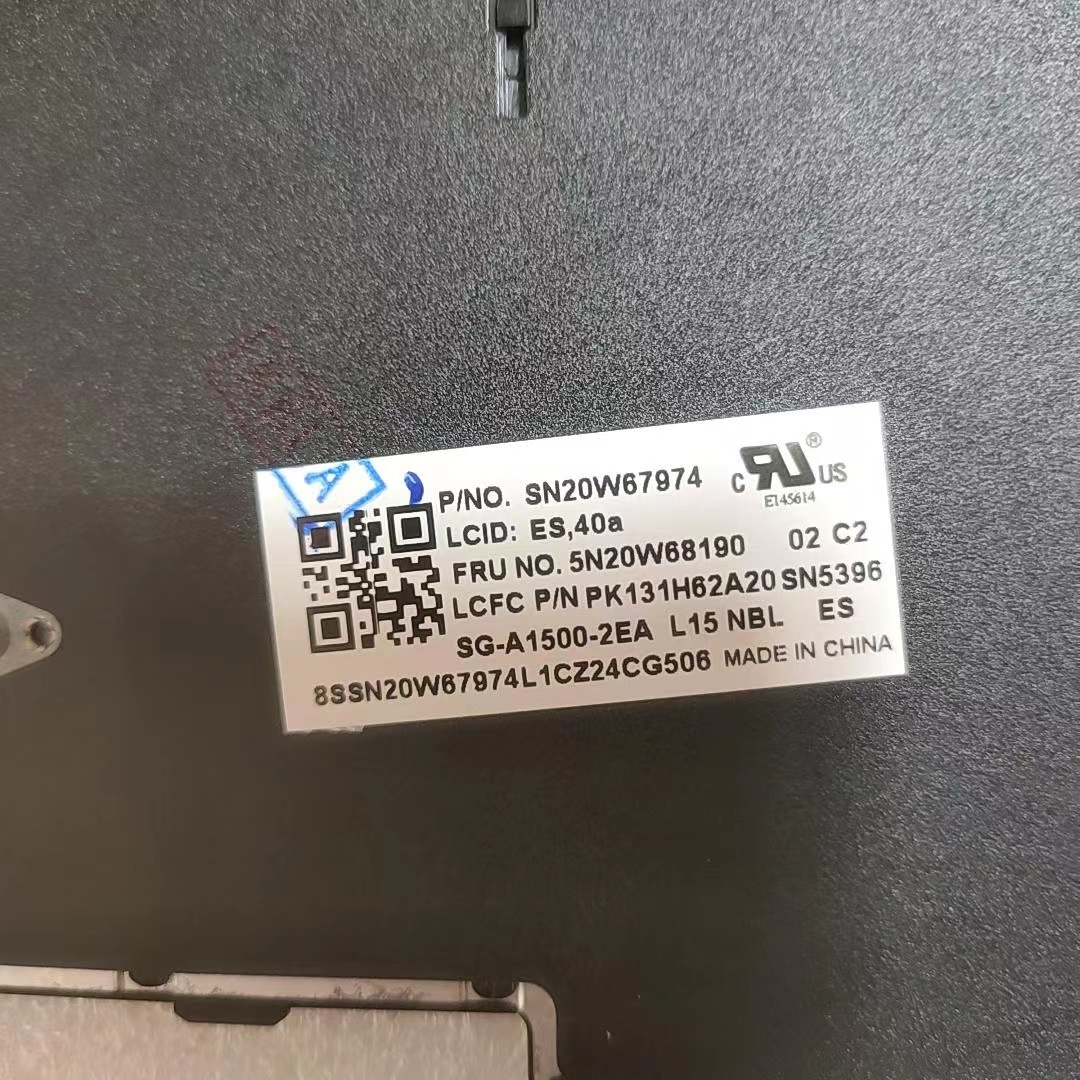 P/NO. SN20W67974
LCID: ES,40a
FRU NO. 5N20W68190 02 C2
LCFC P/N PK131H62A20 SN5396
SG-A1500-2EA L15 NBL ES
8SSN20W67974L1CZ24CG506 MADE IN CHINA
c RU ® US
E145614
A